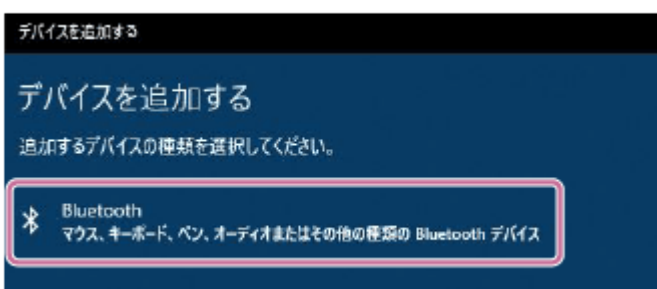 デバイスを追加する
デバイスを追加する
追加するデバイスの種類を選択してください。
Bluetooth
マウス、キーボード、ペン、オーディオまたはその他の種類の Bluetooth デバイス